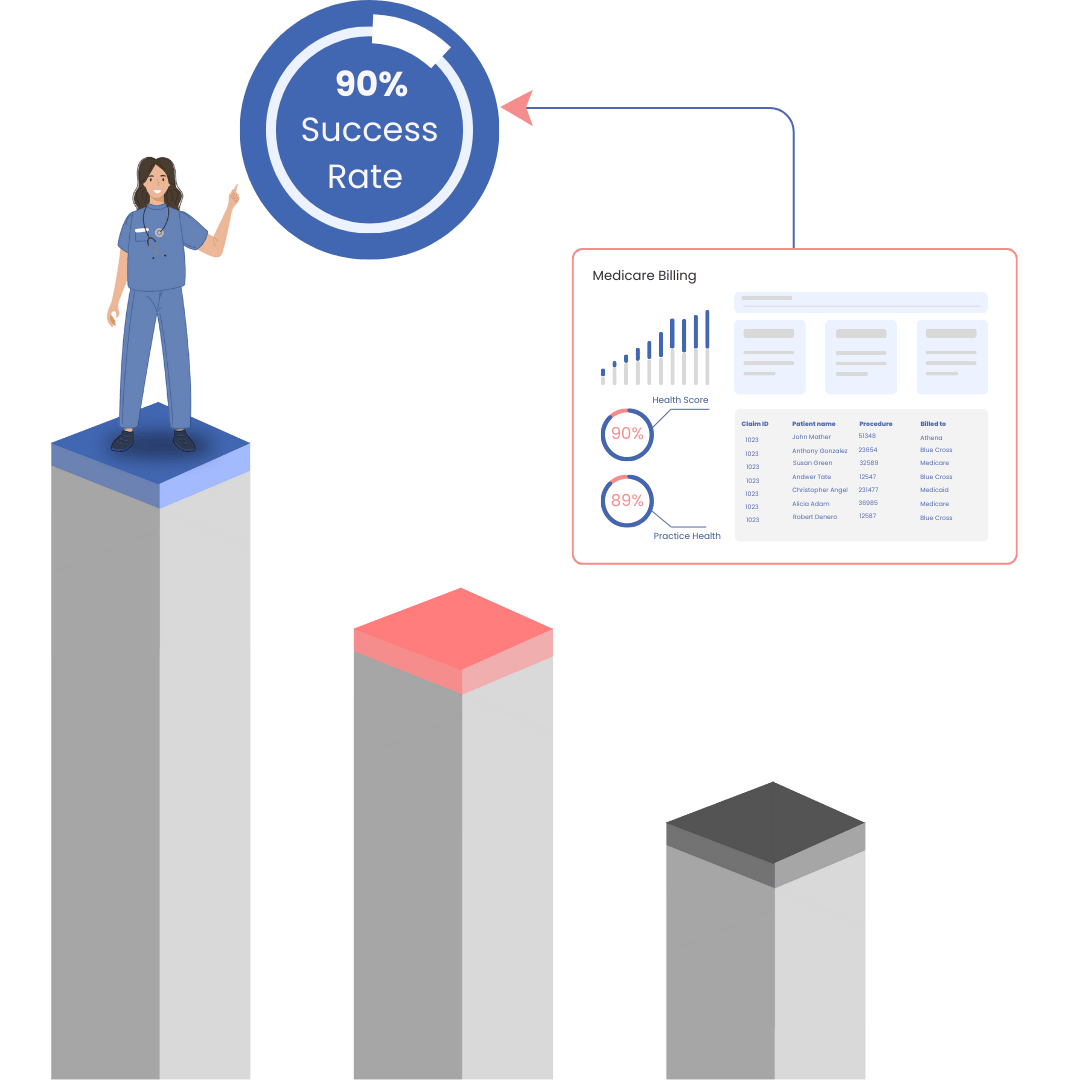 90%
Success
Rate
Medicare Billing
Health Score
90%
89%
Practice Health
Claim ID Patient name Procedure Billed to
1023 John Mather 51348 Athena
1023 Anthony Gonzalez 23654 Blue Cross
1023 Susan Green 32589 Medicare
1023 Andwer Tate 12547 Blue Cross
1023 Christopher Angel 231477 Medicaid
1023 Alicia Adam 36985 Medicare
1023 Robert Denero 12587 Blue Cross